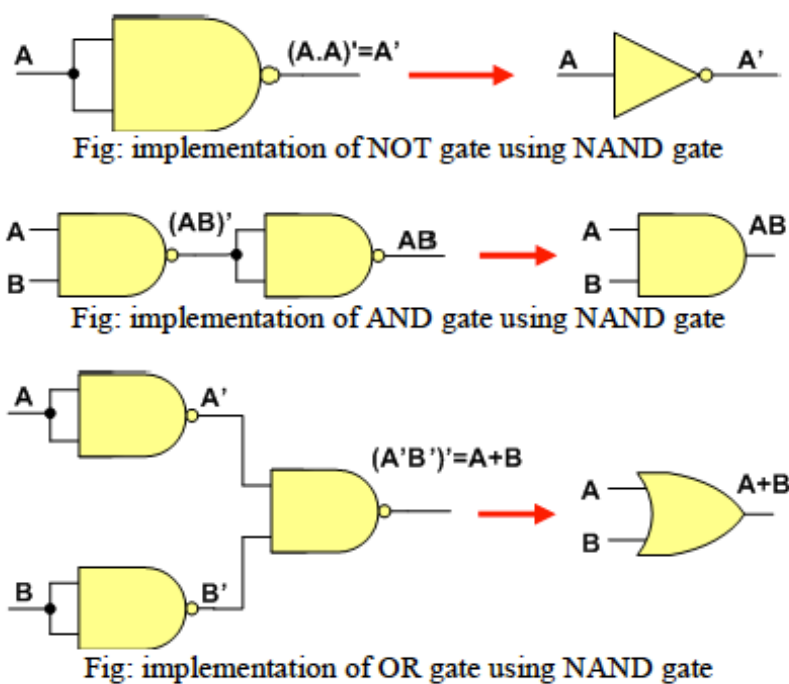 A (A.A)'=A' A A'
Fig: implementation of NOT gate using NAND gate
A (AB)' AB A AB
B B
Fig: implementation of AND gate using NAND gate
A A'
(A'B')'=A+B A A+B
B
B B'
Fig: implementation of OR gate using NAND gate